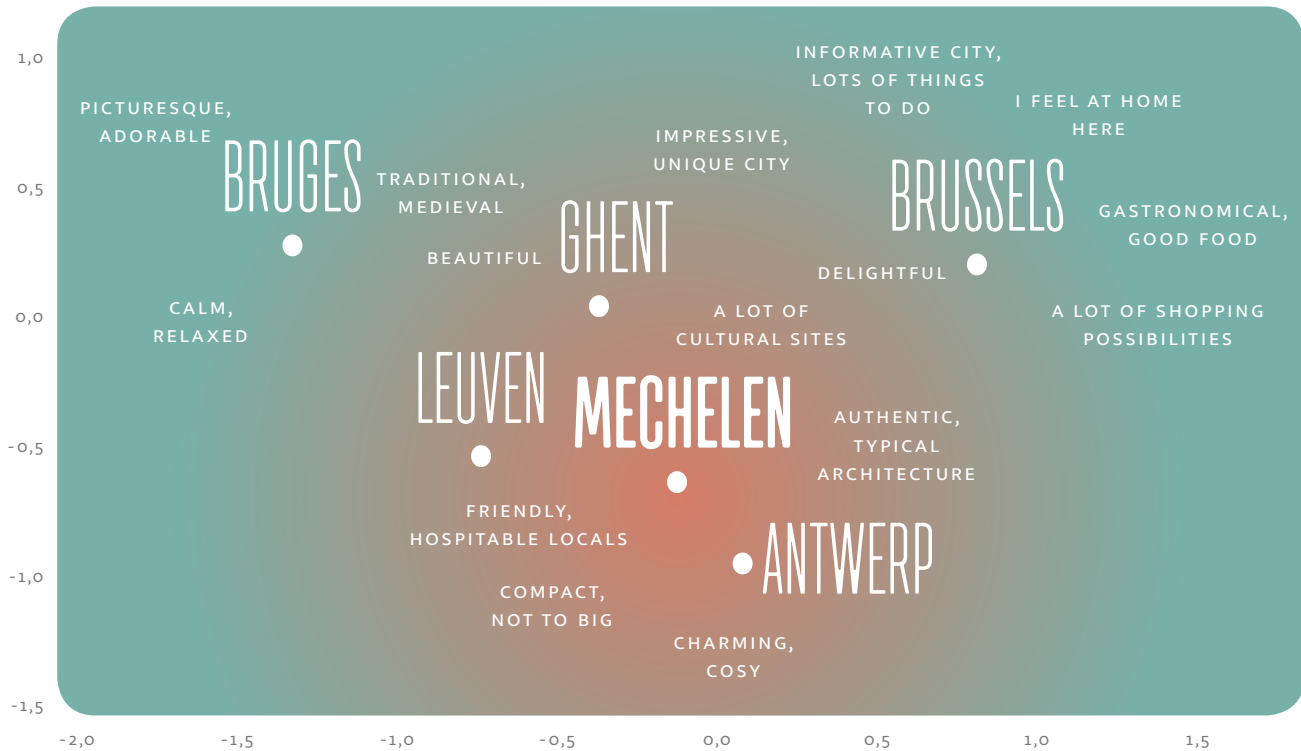 1,0
INFORMATIVE CITY,
LOTS OF THINGS
TO DO
I FEEL AT HOME
HERE
PICTURESQUE,
ADORABLE
BRUGES
IMPRESSIVE,
UNIQUE CITY
TRADITIONAL,
MEDIEVAL
0,5
BRUSSELS
GHENT
GASTRONOMICAL,
GOOD FOOD
BEAUTIFUL
DELIGHTFUL
CALM,
RELAXED
0,0
A LOT OF
CULTURAL SITES
A LOT OF SHOPPING
POSSIBILITIES
LEUVEN
MECHELEN
AUTHENTIC,
TYPICAL
ARCHITECTURE
-0,5
FRIENDLY,
HOSPITABLE LOCALS
ANTWERP
-1,0
COMPACT,
NOT TO BIG
CHARMING,
COSY
-1,5
-2,0
-1,5
-1,0
-0,5
0,0
0,5
1,0
1,5